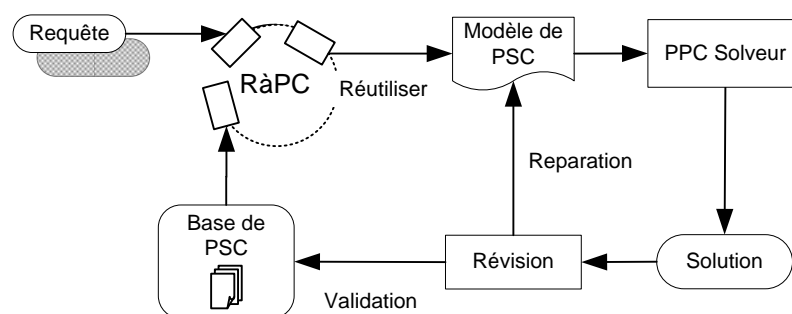 Requête
RàPC
Réutiliser
Modèle de
PSC
PPC Solveur
Reparation
Base de
PSC
Validation
Révision
Solution